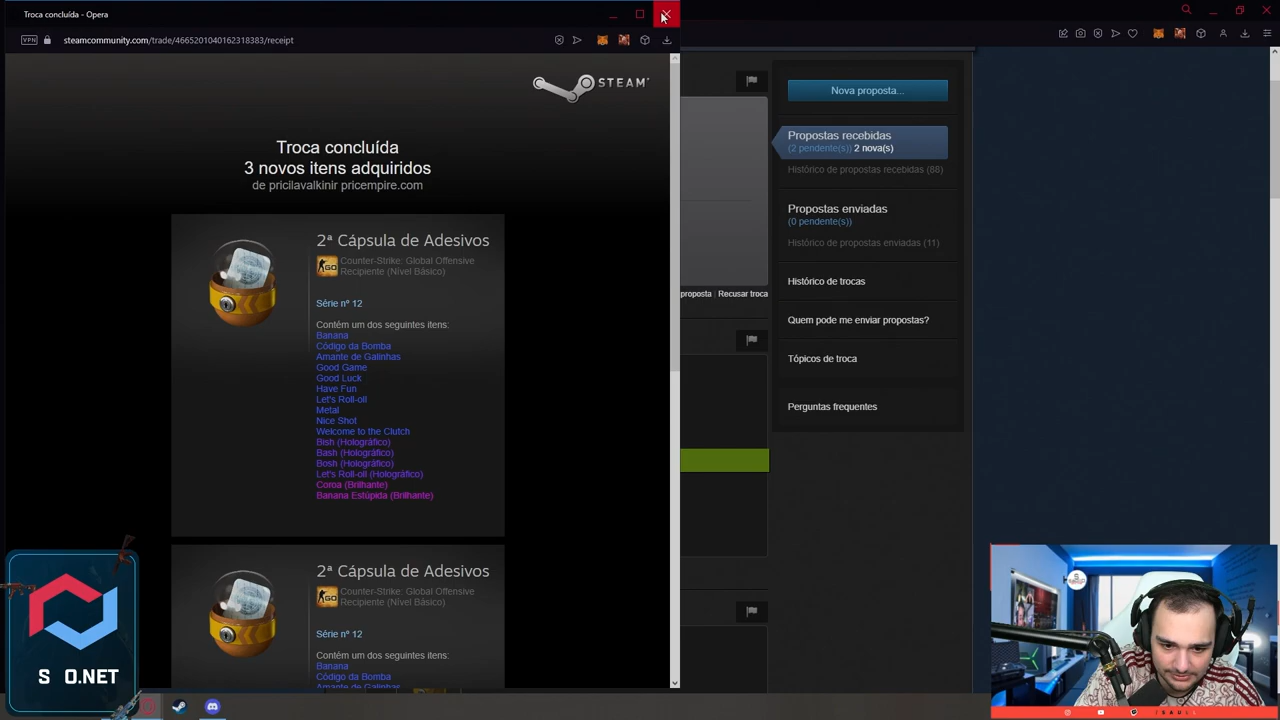 Troca concluída - Opera
VPN
steamcommunity.com/trade/4665201040162318383/receipt
STEAM
Troca concluída
3 novos itens adquiridos
de pricilavalkinir pricempire.com
2ª Cápsula de Adesivos
Counter-Strike: Global Offensive
Recipiente (Nível Básico)
Série nº 12
Contém um dos seguintes itens:
Banana
Código da Bomba
Amante de Galinhas
Good Game
Good Luck
Have Fun
Let's Roll-oll
Metal
Nice Shot
Welcome to the Clutch
Bish (Holográfico)
Bash (Holográfico)
Bosh (Holográfico)
Let's Roll-oll (Holográfico)
Coroa (Brilhante)
Banana Estúpida (Brilhante)
2ª Cápsula de Adesivos
Counter-Strike: Global Offensive
Recipiente (Nível Básico)
Série nº 12
Contém um dos seguintes itens:
Banana
Código da Bomba
Amante de Galinhas
Nova proposta...
Propostas recebidas
(2 pendente(s)) 2 nova(s)
Histórico de propostas recebidas (88)
Propostas enviadas
(0 pendente(s))
Histórico de propostas enviadas (11)
Histórico de trocas
Quem pode me enviar propostas?
Tópicos de troca
Perguntas frequentes
proposta | Recusar troca
S O.NET